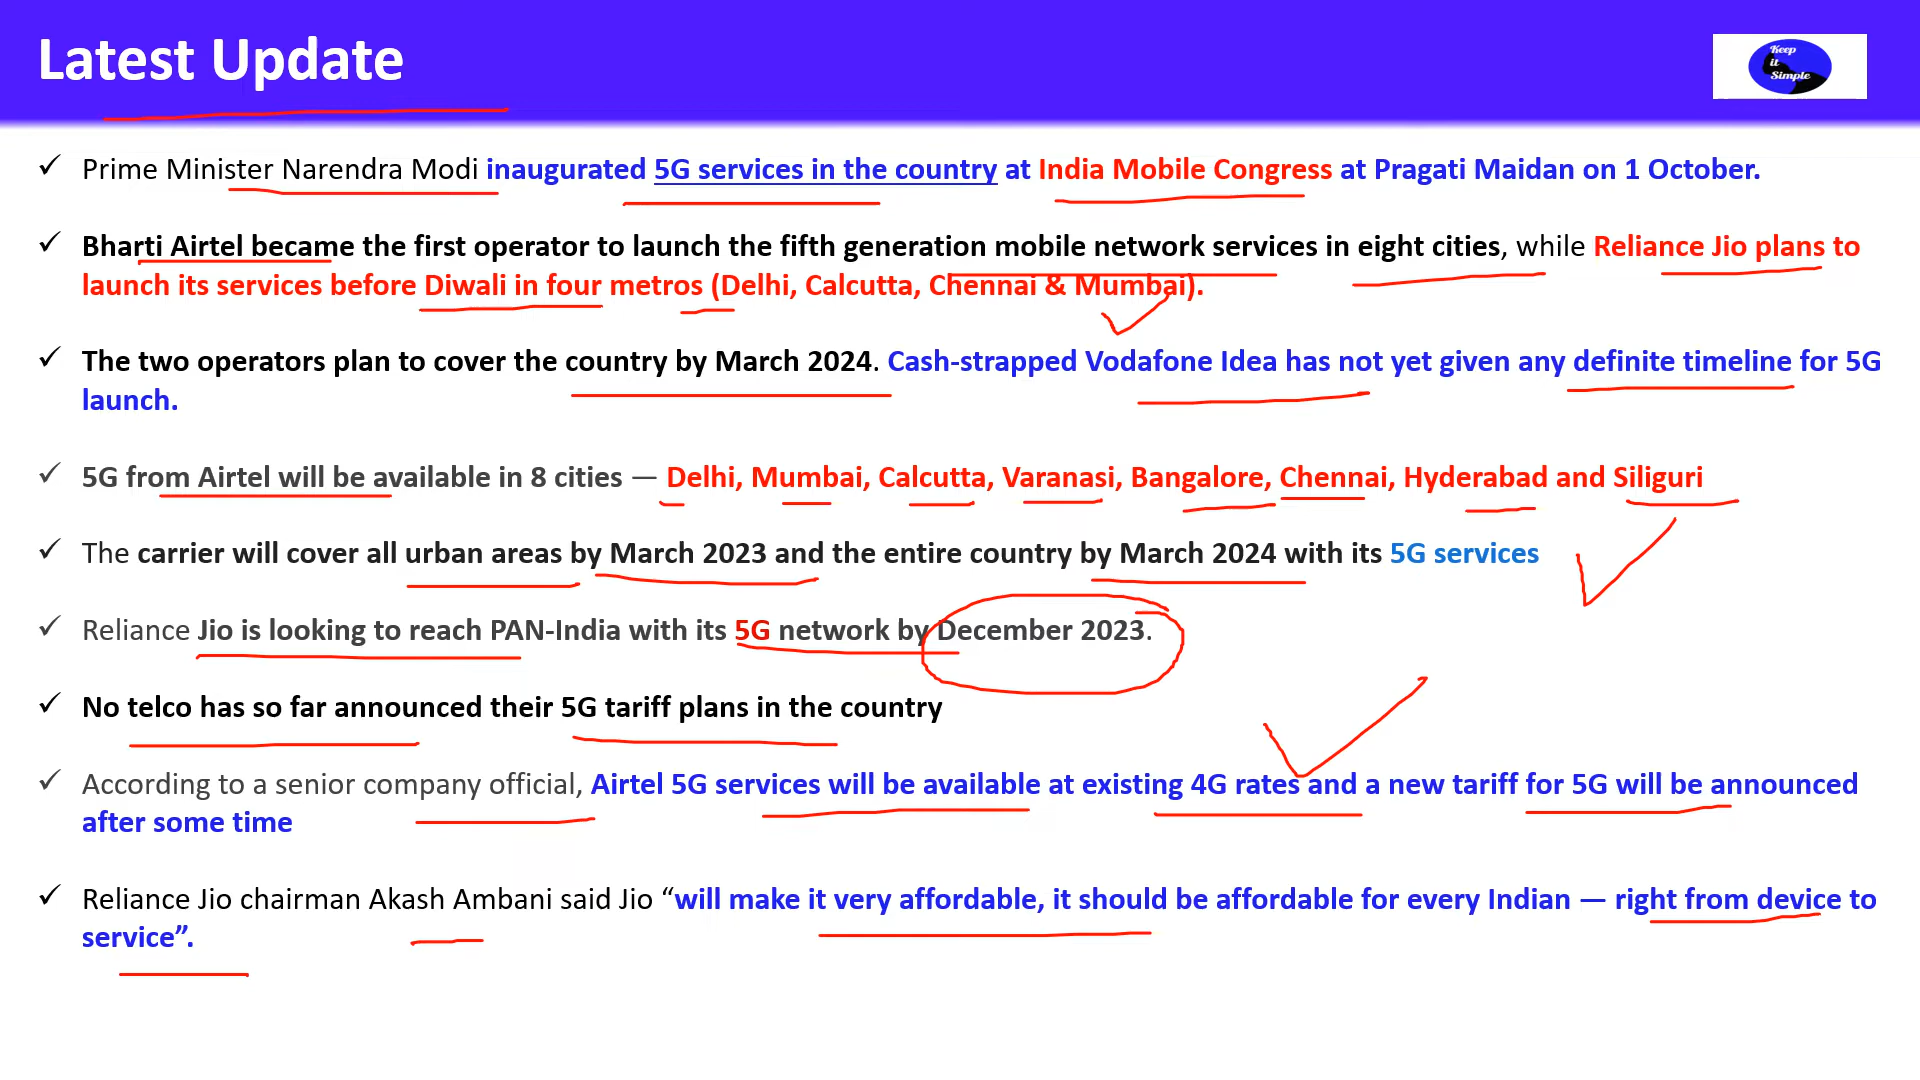 Latest Update
Keep
it
Simple
Prime Minister Narendra Modi inaugurated 5G services in the country at India Mobile Congress at Pragati Maidan on 1 October.
Bharti Airtel became the first operator to launch the fifth generation mobile network services in eight cities, while Reliance Jio plans to
launch its services before Diwali in four metros (Delhi, Calcutta, Chennai & Mumbai).
The two operators plan to cover the country by March 2024. Cash-strapped Vodafone Idea has not yet given any definite timeline for 5G
launch.
5G from Airtel will be available in 8 cities — Delhi, Mumbai, Calcutta, Varanasi, Bangalore, Chennai, Hyderabad and Siliguri
The carrier will cover all urban areas by March 2023 and the entire country by March 2024 with its 5G services
Reliance Jio is looking to reach PAN-India with its 5G network by December 2023.
No telco has so far announced their 5G tariff plans in the country
According to a senior company official, Airtel 5G services will be available at existing 4G rates and a new tariff for 5G will be announced
after some time
Reliance Jio chairman Akash Ambani said Jio “will make it very affordable, it should be affordable for every Indian — right from device to
service”.